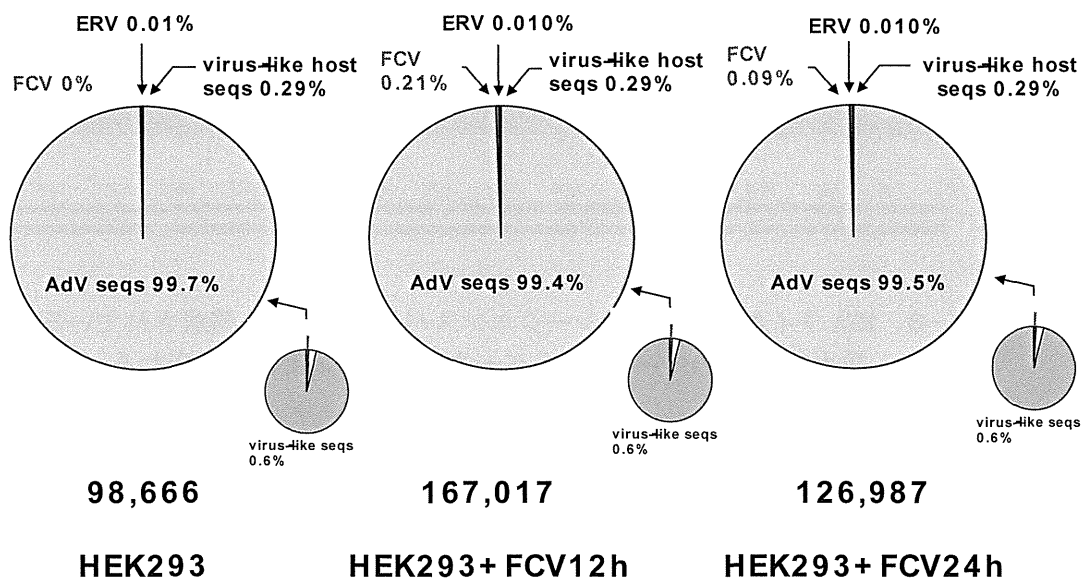 ERV 0.01%
FCV 0%
virus-like host
seqs 0.29%
AdV seqs 99.7%
virus-like seqs
0.6%
98,666
HEK293
ERV 0.010%
FCV
0.21%
virus-like host
seqs 0.29%
AdV seqs 99.4%
virus-like seqs
0.6%
167,017
HEK293+FCV12h
ERV 0.010%
FCV
0.09%
virus-like host
seqs 0.29%
AdV seqs 99.5%
virus-like seqs
0.6%
126,987
HEK293+FCV24h